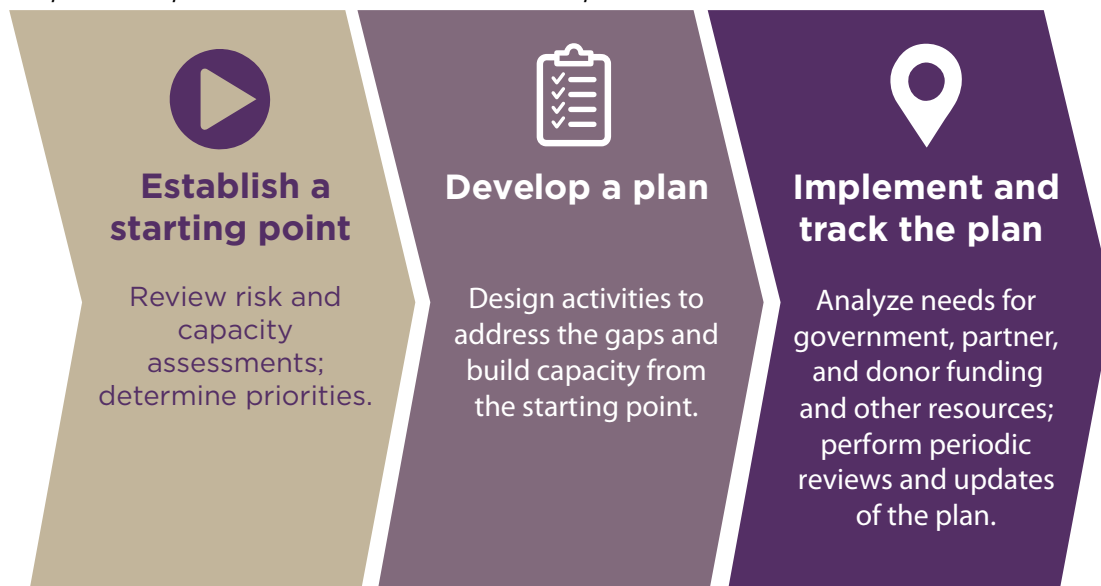 Establish a
starting point
Review risk and
capacity
assessments;
determine priorities.
Develop a plan
Design activities to
address the gaps and
build capacity from
the starting point.
Implement and
track the plan
Analyze needs for
government, partner,
and donor funding
and other resources;
perform periodic
reviews and updates
of the plan.